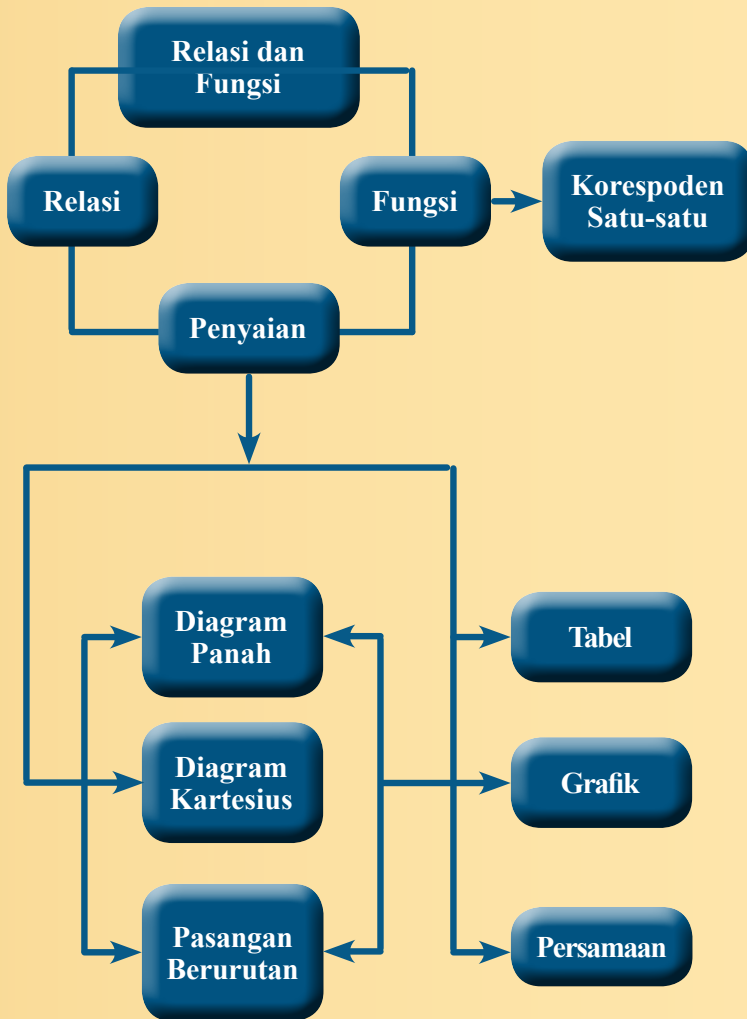 Relasi dan
Fungsi
Relasi
Fungsi
Korespoden
Satu-satu
Penyaian
Diagram
Panah
Tabel
Diagram
Kartesius
Grafik
Pasangan
Berurutan
Persamaan